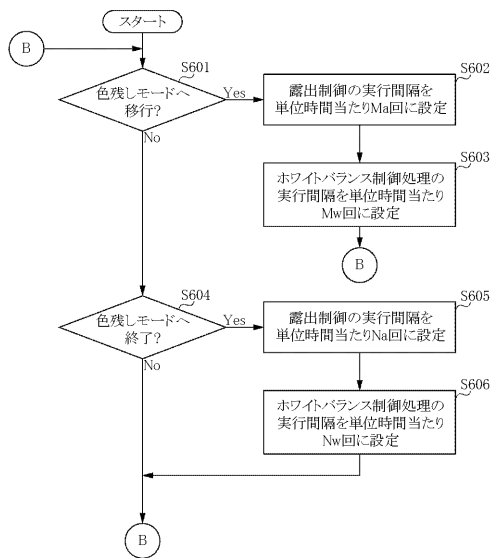 スタート
B
S601
色残しモードへ
移行?
Yes
No
S602
露出制御の実行間隔を
単位時間当たりMa回に設定
S603
ホワイトバランス制御処理の
実行間隔を単位時間当たり
Mw回に設定
B
S604
色残しモードへ
終了?
Yes
No
S605
露出制御の実行間隔を
単位時間当たりNa回に設定
S606
ホワイトバランス制御処理の
実行間隔を単位時間当たり
Nw回に設定
B